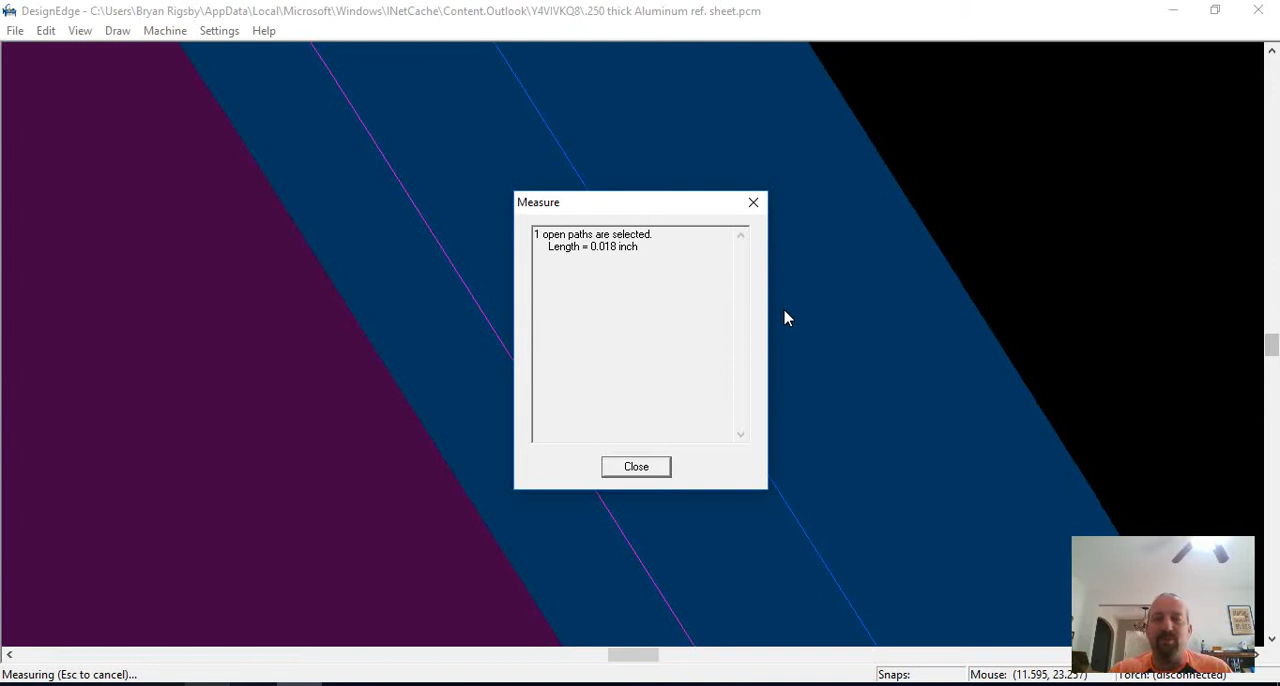 DesignEdge - C:\Users\Bryan Rigsby\AppData\Local\Microsoft\Windows\INetCache\Content.Outlook\Y4VIVKQ8\.250 thick Aluminum ref. sheet.pcm
File Edit View Draw Machine Settings Help
Measure
1 open paths are selected.
Length = 0.018 inch
Close
Measuring (Esc to cancel)... Snaps: Mouse: (11.595, 23.257) Torch: (disconnected)